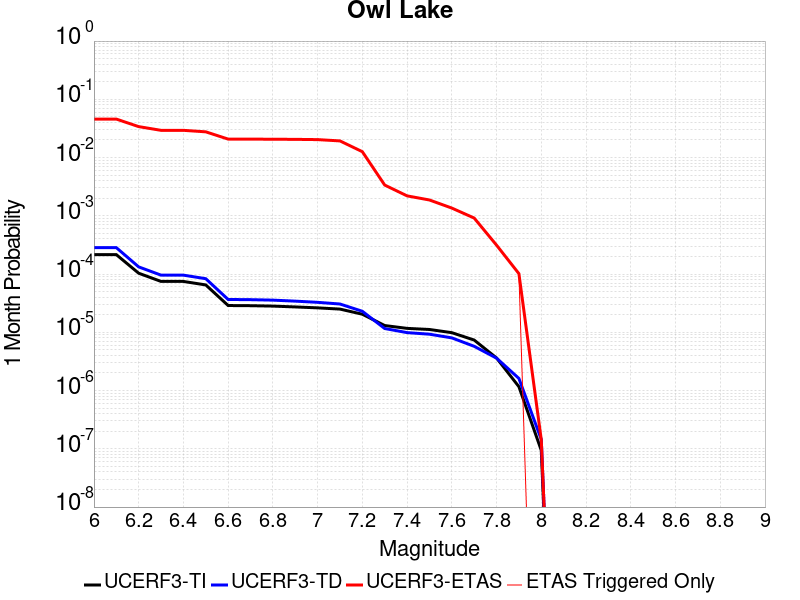 Owl Lake
10^0
10^-1
10^-2
10^-3
10^-4
10^-5
10^-6
10^-7
10^-8
1 Month Probability
6 6.2 6.4 6.6 6.8 7 7.2 7.4 7.6 7.8 8 8.2 8.4 8.6 8.8 9
Magnitude
UCERF3-TI UCERF3-TD UCERF3-ETAS ETAS Triggered Only